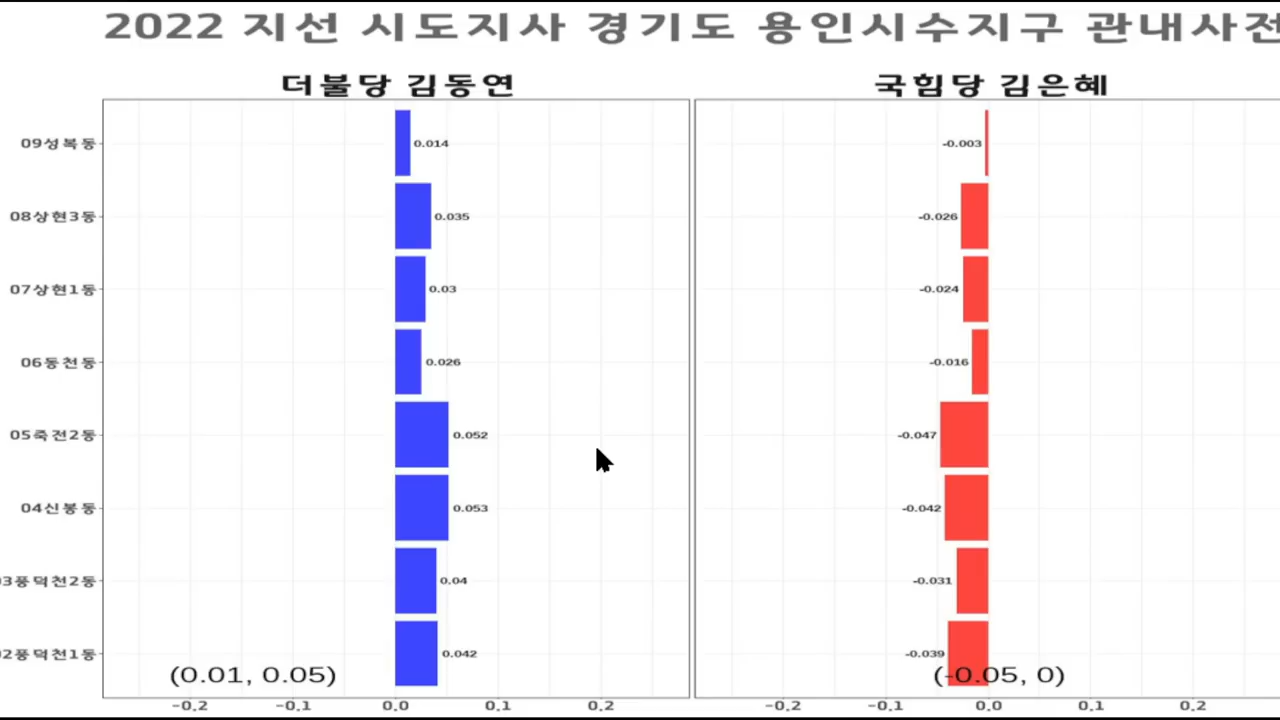 2022 지선 시도지사 경기도 용인시수지구 관내사전
더불당 김동연 국힘당 김은혜
09성복동 0.014 -0.003
08상현3동 0.035 -0.026
07상현1동 0.03 -0.024
06동천동 0.026 -0.016
05죽전2동 0.052 -0.047
04신봉동 0.053 -0.042
3풍덕천2동 0.04 -0.031
2풍덕천1동 0.042 -0.039
(0.01, 0.05) (-0.05, 0)
-0.2 -0.1 0.0 0.1 0.2 -0.2 -0.1 0.0 0.1 0.2